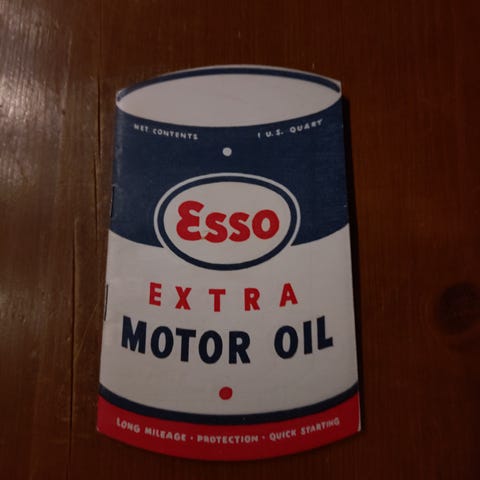 NET CONTENTS 1 U.S. QUART
Esso
EXTRA
MOTOR OIL
LONG MILEAGE · PROTECTION · QUICK STARTING